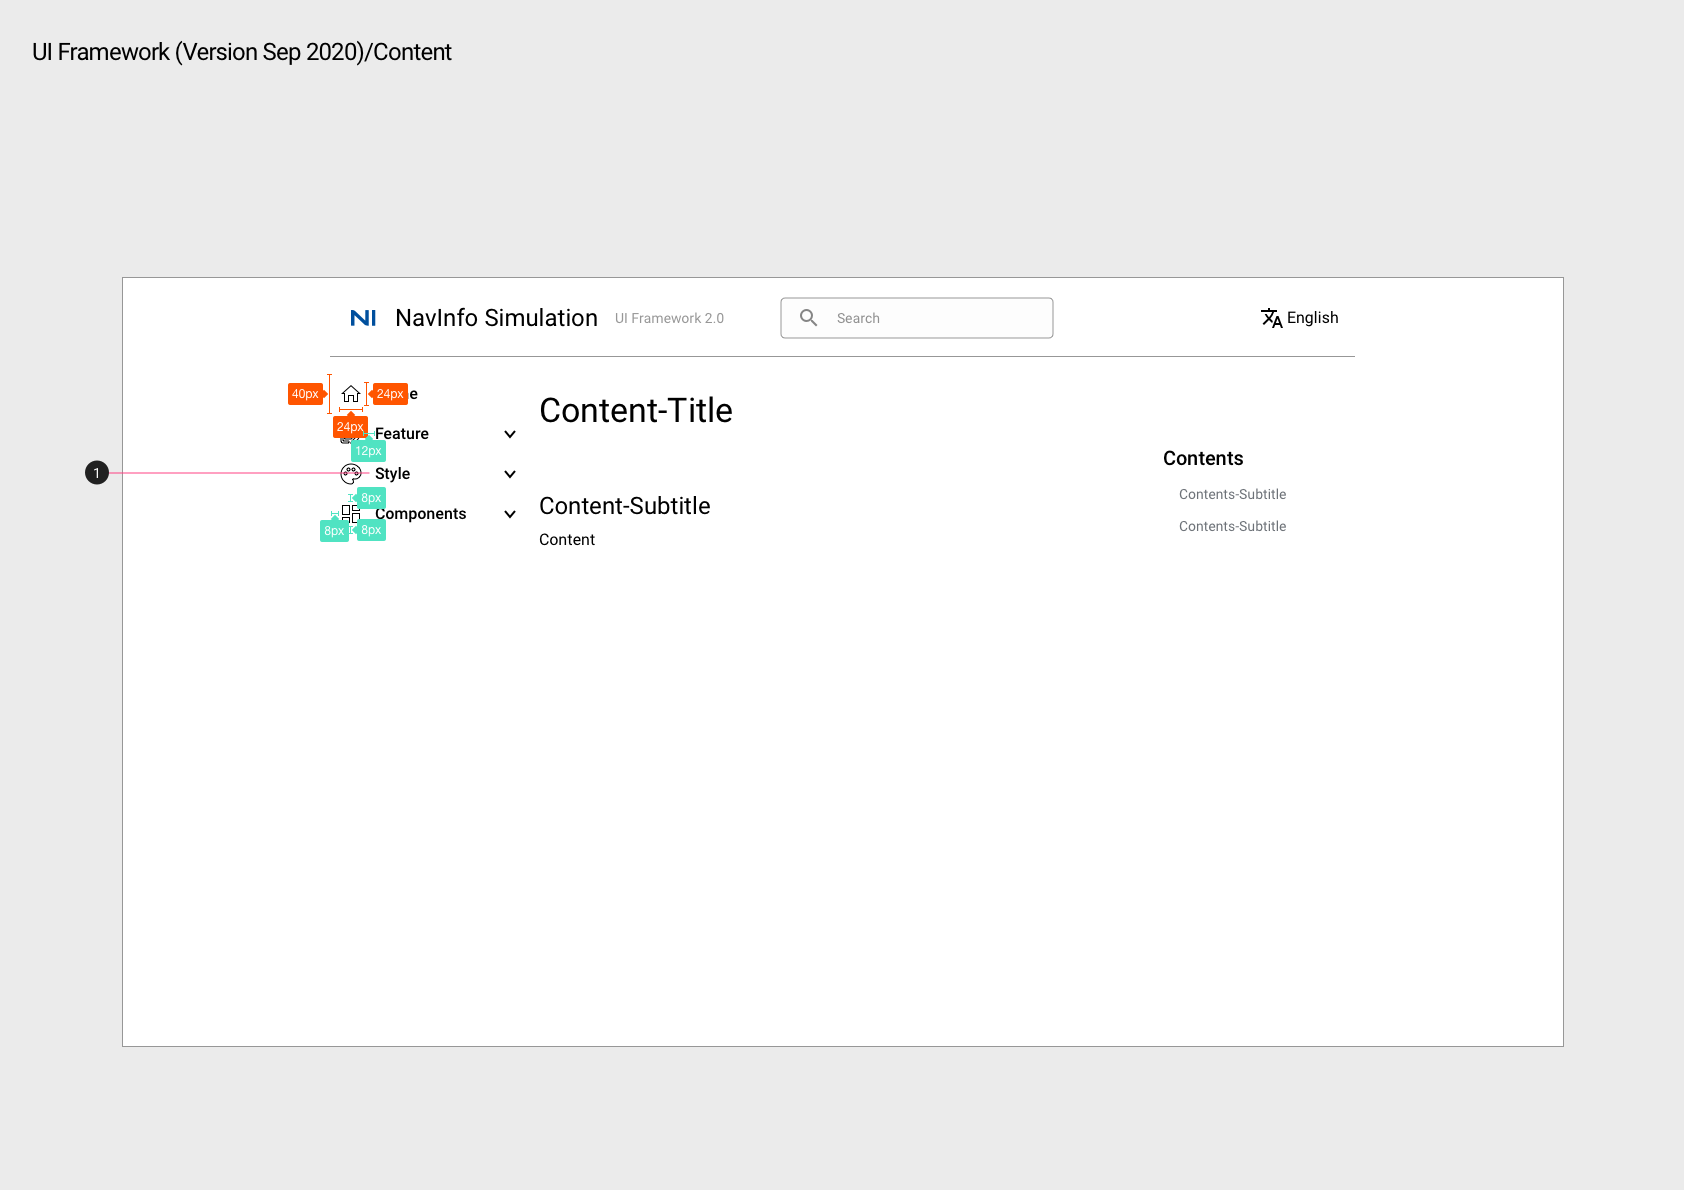 UI Framework (Version Sep 2020)/Content
NI NavInfo Simulation UI Framework 2.0 Search English
40px 24px e
24px Feature
12px
1 Style
8px
Components
8px 8px
Content-Title
Content-Subtitle
Content
Contents
Contents-Subtitle
Contents-Subtitle